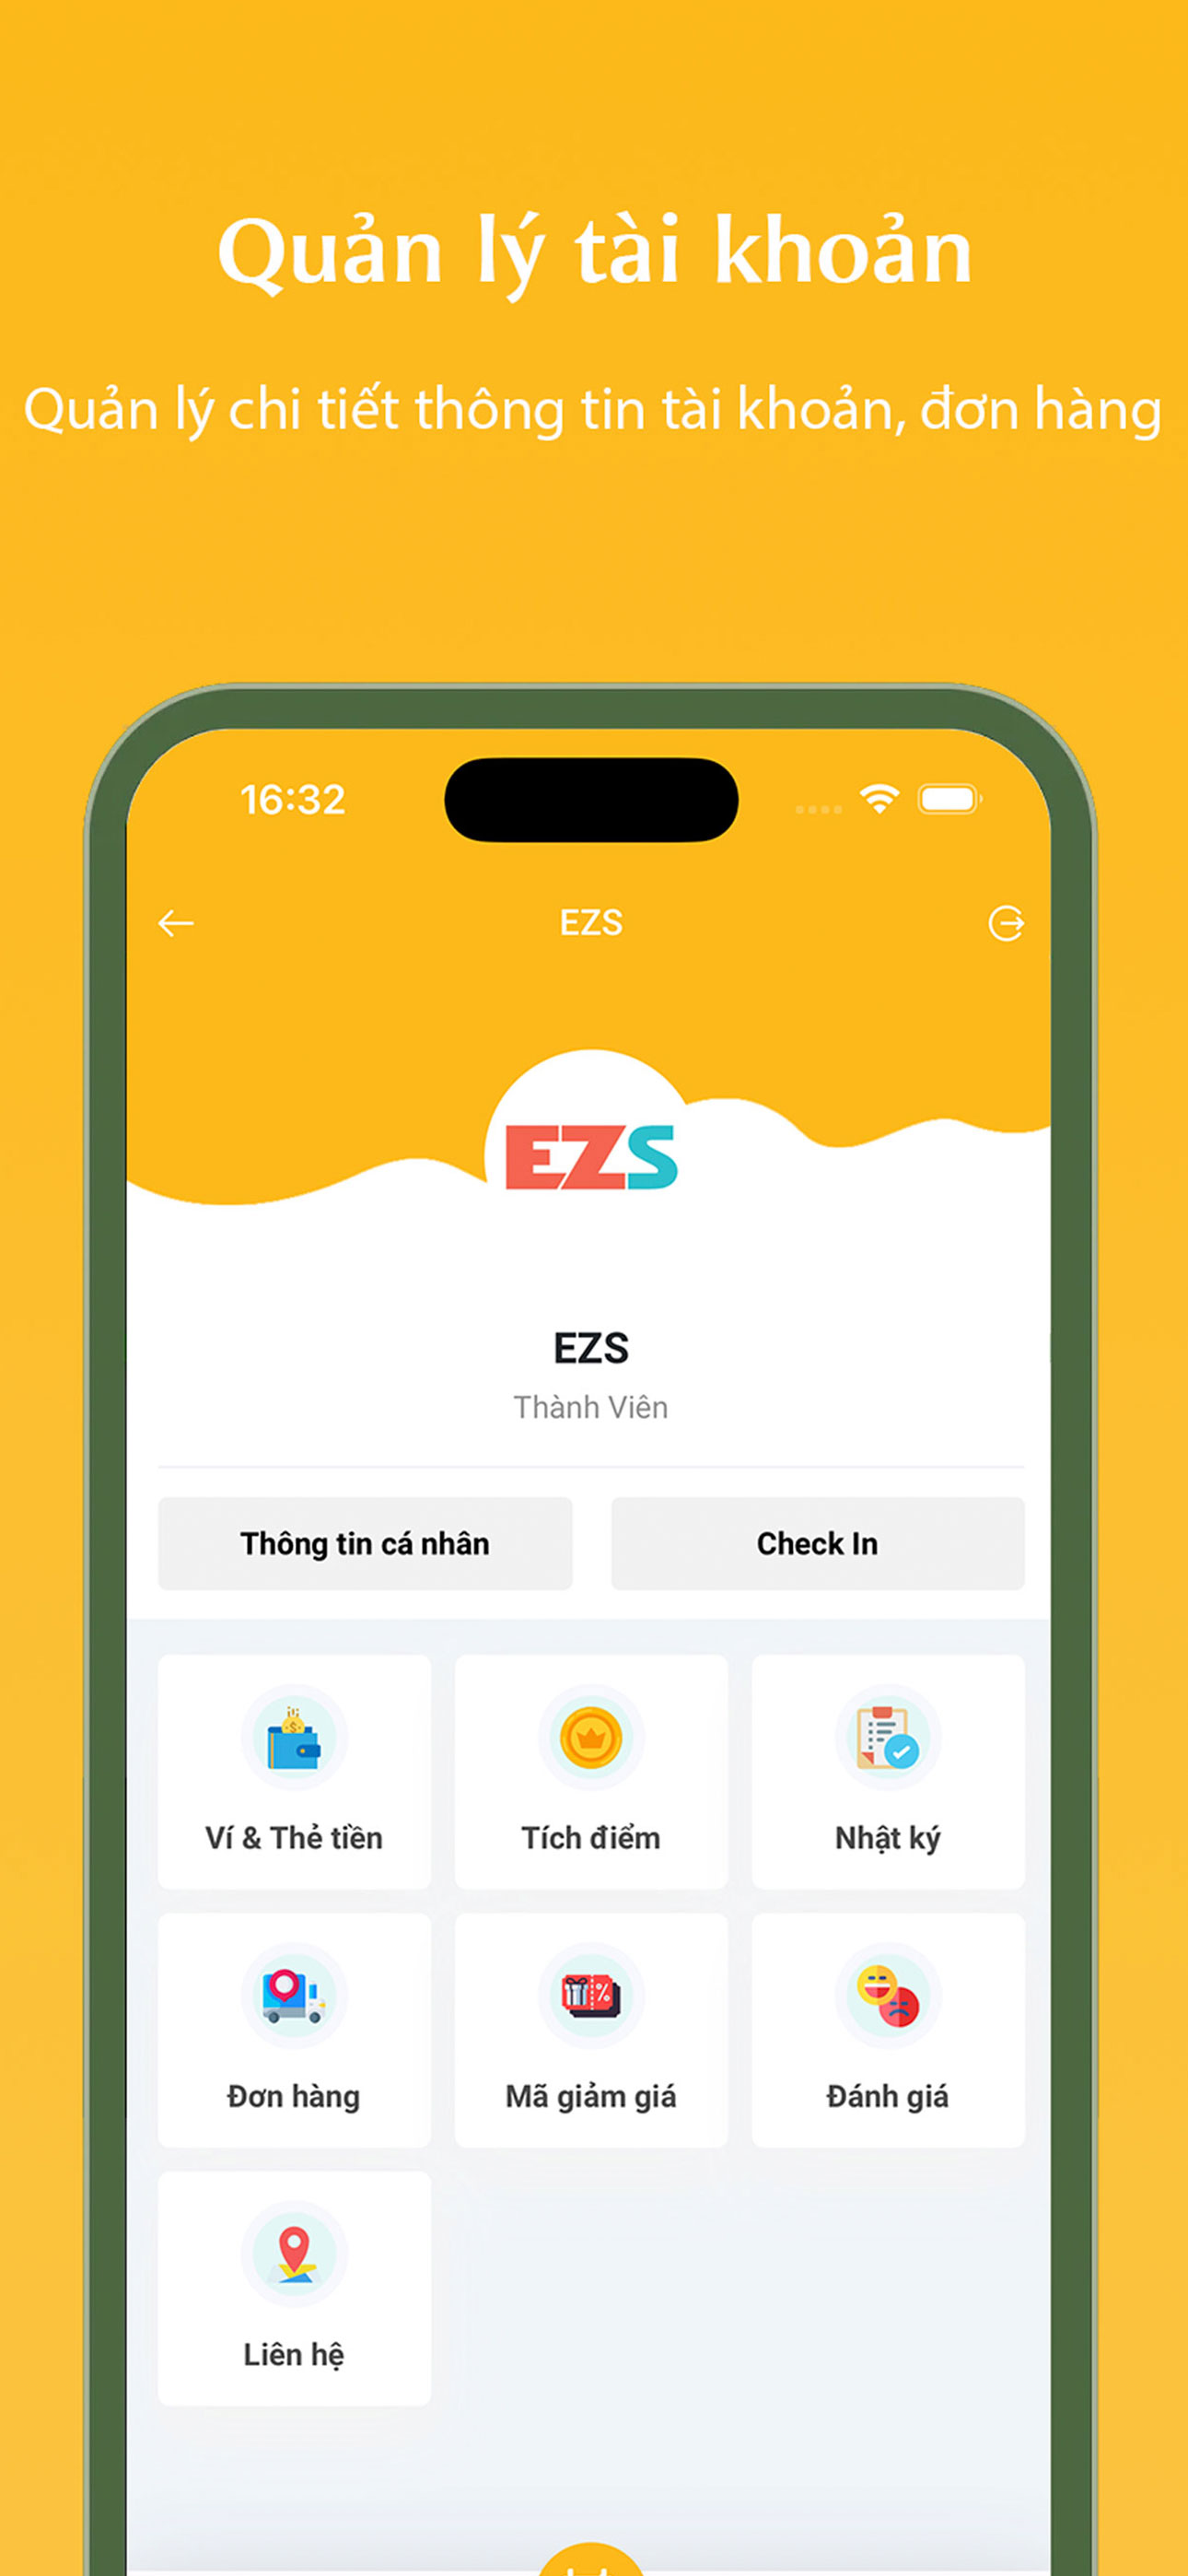 Quản lý tài khoản
Quản lý chi tiết thông tin tài khoản, đơn hàng
16:32
EZS
EZS
EZS
Thành Viên
Thông tin cá nhân
Check In
Ví & Thẻ tiền
Tích điểm
Nhật ký
Đơn hàng
Mã giảm giá
Đánh giá
Liên hệ